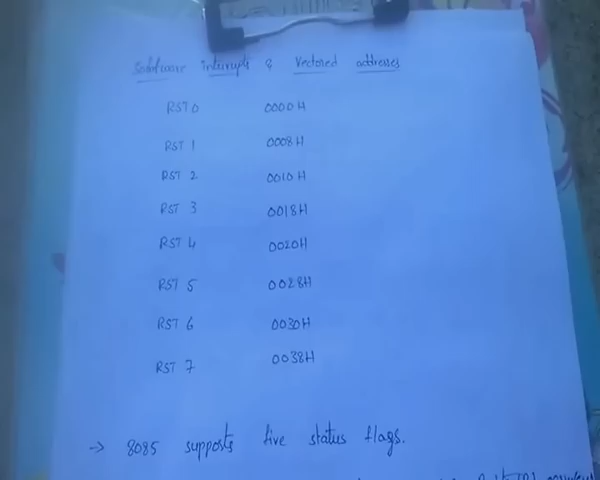 Software Interrupts & Vectored addresses
RST 0 0000H
RST 1 0008H
RST 2 0010H
RST 3 0018H
RST 4 0020H
RST 5 0028H
RST 6 0030H
RST 7 0038H
→ 8085 supports five status flags.